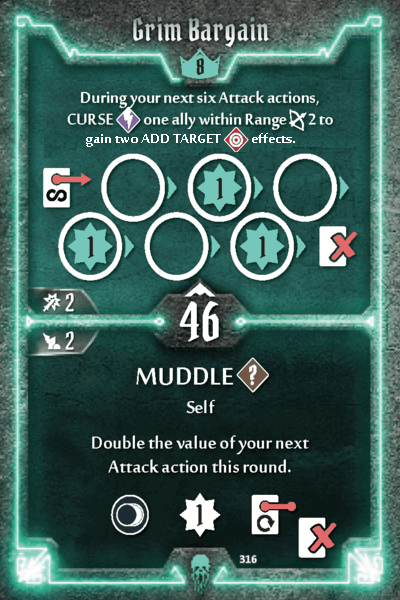 Grim Bargain
8
During your next six Attack actions,
CURSE one ally within Range 2 to
gain two ADD TARGET effects.
S
1
1 1
2
46
2
MUDDLE ?
Self
Double the value of your next
Attack action this round.
1
316